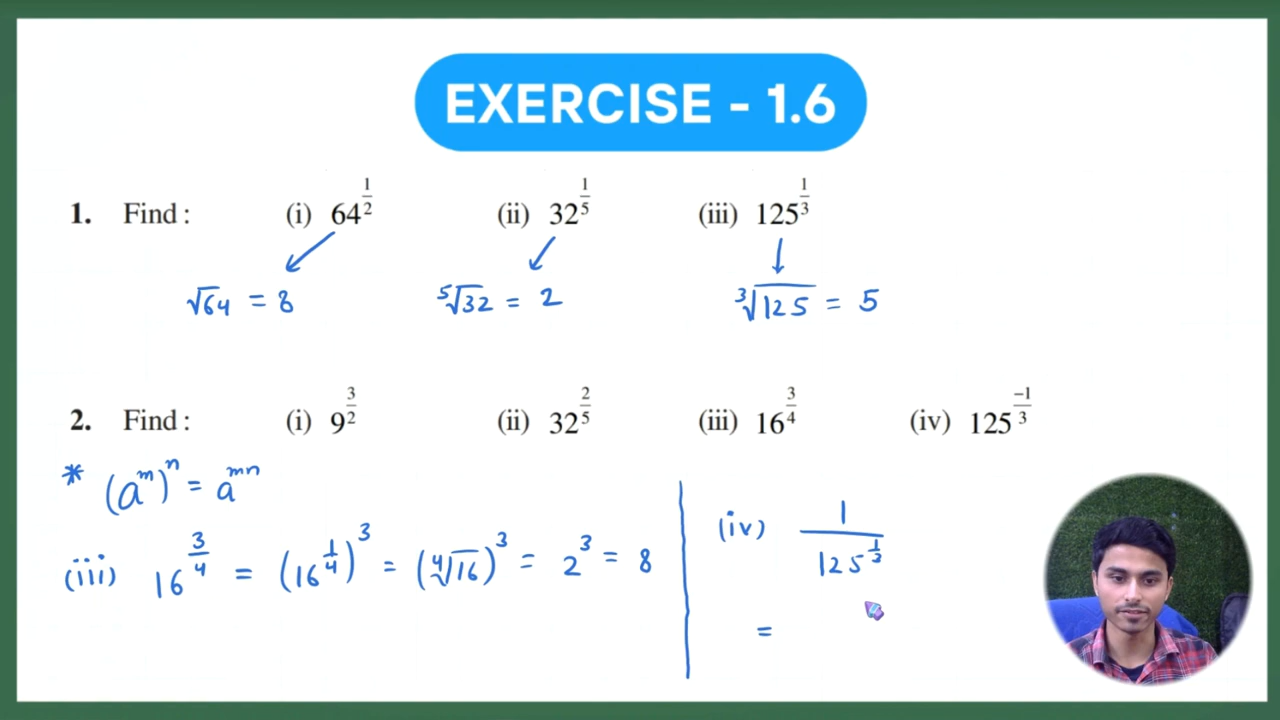 EXERCISE - 1.6
1. Find : (i) 64^(1/2) (ii) 32^(1/5) (iii) 125^(1/3)
√64 = 8 ⁵√32 = 2 ³√125 = 5
2. Find : (i) 9^(3/2) (ii) 32^(2/5) (iii) 16^(3/4) (iv) 125^(-1/3)
* (a^m)^n = a^mn
(iii) 16^(3/4) = (16^(1/4))^3 = (⁴√16)^3 = 2^3 = 8
(iv) 1/125^(1/3)
=